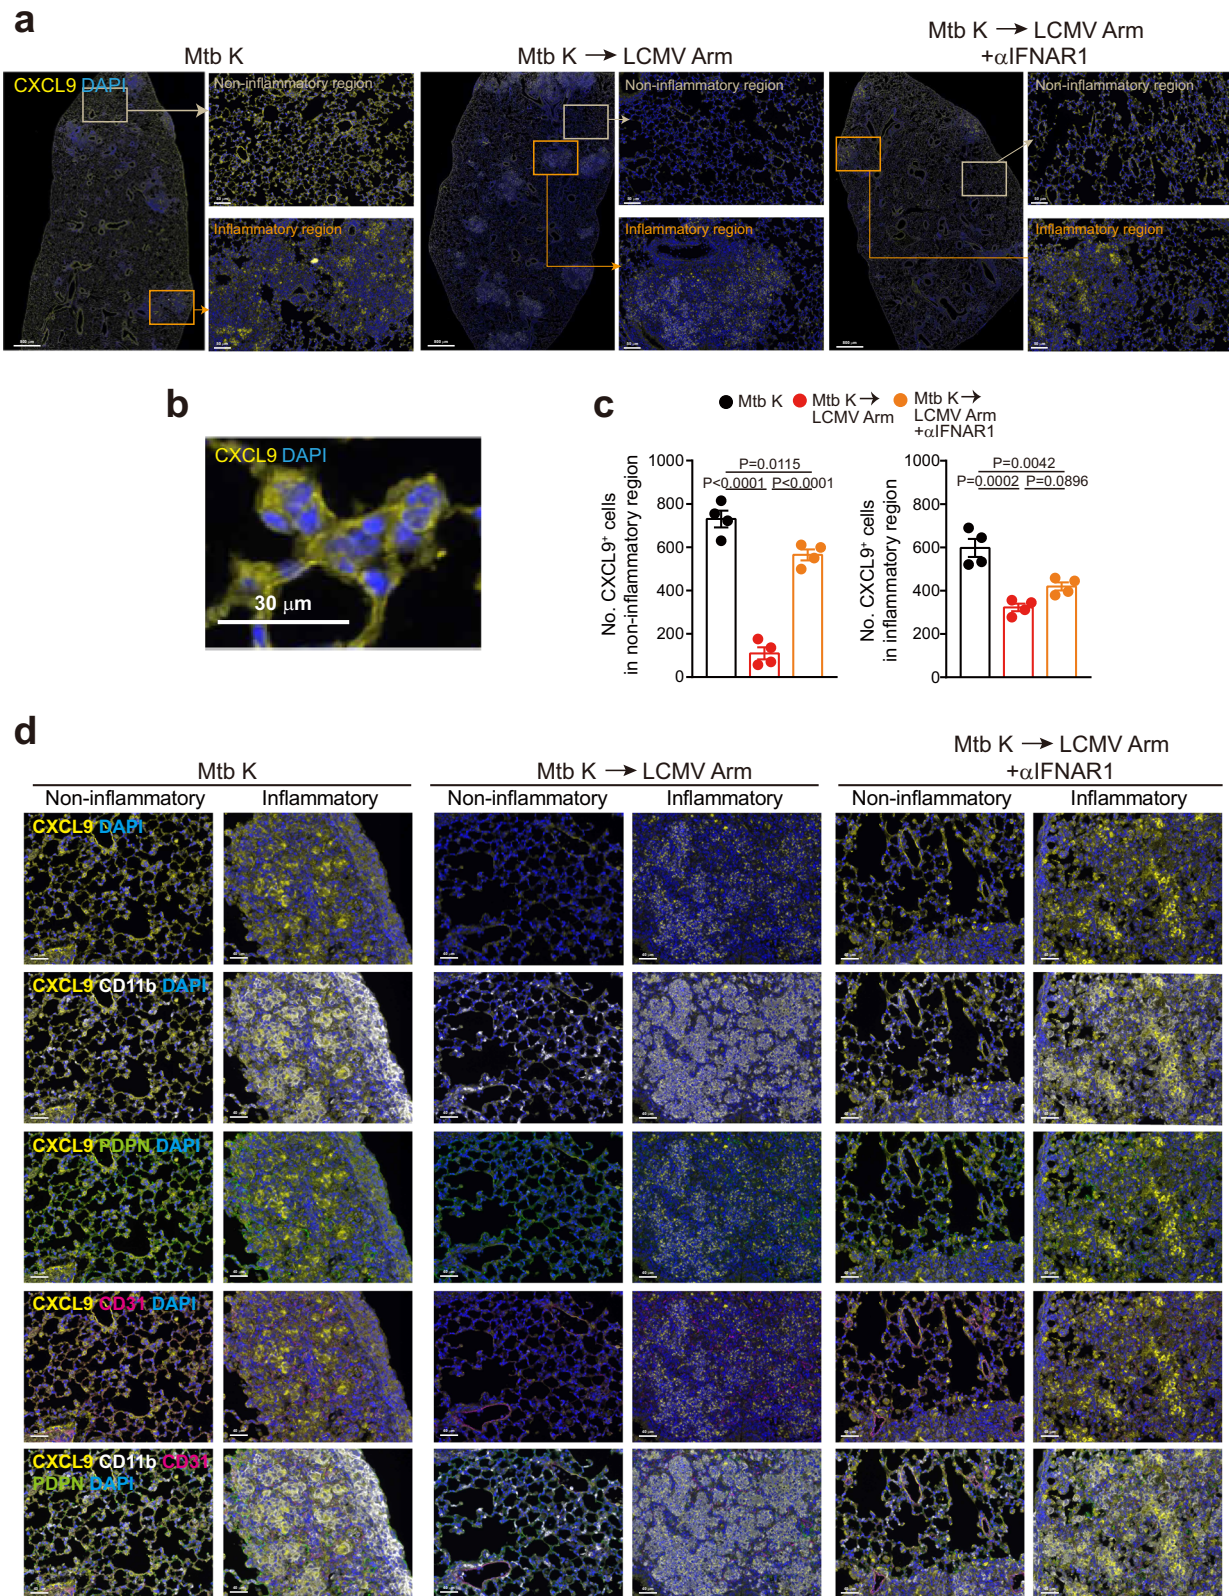 a
Mtb K
Mtb K → LCMV Arm
Mtb K → LCMV Arm
+αIFNAR1
CXCL9 DAPI
Non-inflammatory region
Inflammatory region
Non-inflammatory region
Inflammatory region
Non-inflammatory region
Inflammatory region
b
CXCL9 DAPI
30 μm
c
Mtb K
Mtb K →
LCMV Arm
Mtb K →
LCMV Arm
+αIFNAR1
No. CXCL9⁺ cells
in non-inflammatory region
1000
800
600
400
200
0
P=0.0115
P<0.0001
P<0.0001
No. CXCL9⁺ cells
in inflammatory region
1000
800
600
400
200
0
P=0.0042
P=0.0002
P=0.0896
d
Mtb K
Mtb K → LCMV Arm
Mtb K → LCMV Arm
+αIFNAR1
Non-inflammatory
Inflammatory
Non-inflammatory
Inflammatory
Non-inflammatory
Inflammatory
CXCL9 DAPI
CXCL9 CD11b DAPI
CXCL9 PDPN DAPI
CXCL9 CD31 DAPI
CXCL9 CD11b CD31
PDPN DAPI